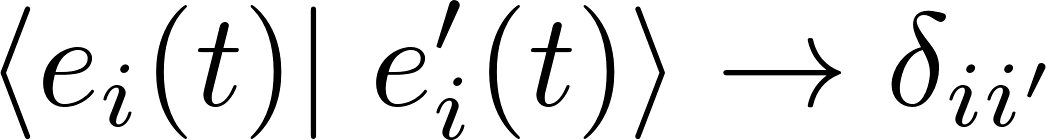 ⟨e_i(t)| e'_i(t)⟩ → δ_{ii'}